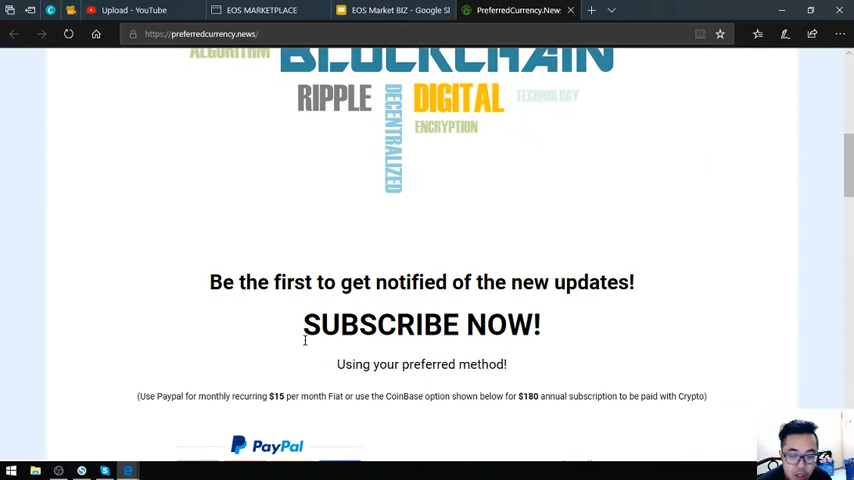 Upload - YouTube
EOS MARKETPLACE
EOS Market BIZ - Google Sl
PreferredCurrency.New
https://preferredcurrency.news/
ALGORITHM
BLOCKCHAIN
RIPPLE
DECENTRALIZED
DIGITAL
TECHNOLOGY
ENCRYPTION
Be the first to get notified of the new updates!
SUBSCRIBE NOW!
Using your preferred method!
(Use Paypal for monthly recurring $15 per month Fiat or use the CoinBase option shown below for $180 annual subscription to be paid with Crypto)
PayPal